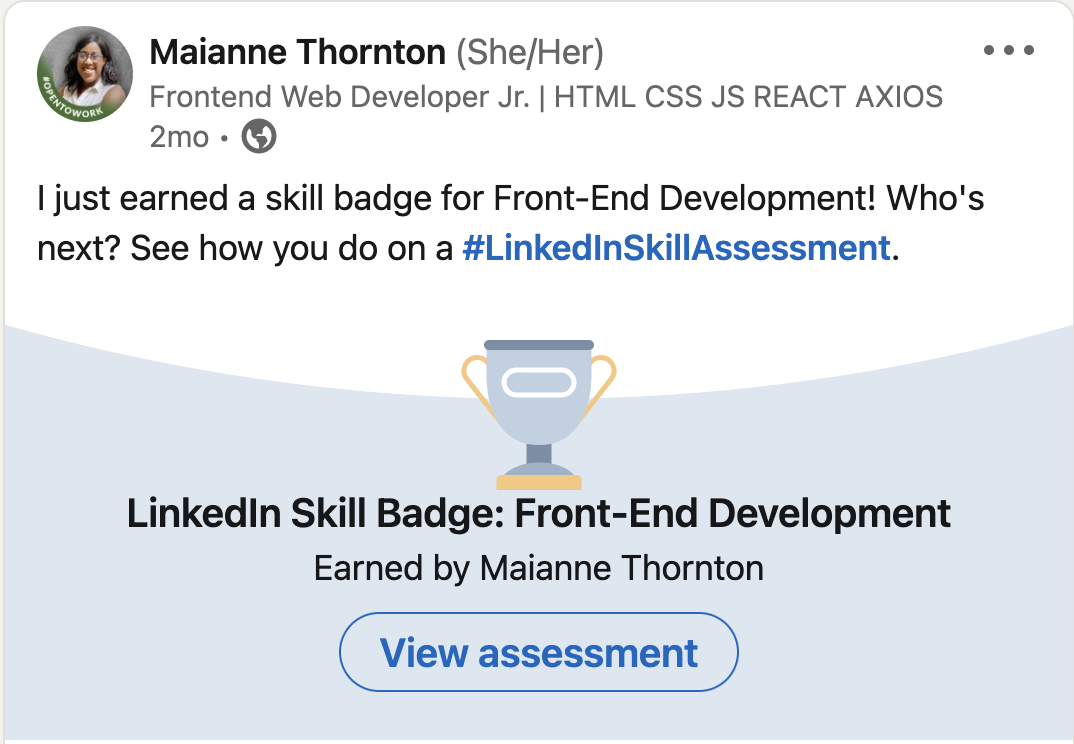 Maianne Thornton (She/Her)
Frontend Web Developer Jr. | HTML CSS JS REACT AXIOS
2mo •
#OPENTOWORK
I just earned a skill badge for Front-End Development! Who's
next? See how you do on a #LinkedInSkillAssessment.
LinkedIn Skill Badge: Front-End Development
Earned by Maianne Thornton
View assessment